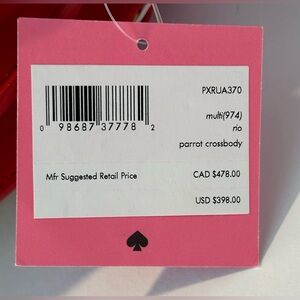 PXRUA370
0 98687 37778 2
multi(974)
rio
parrot crossbody
Mfr Suggested Retail Price CAD $478.00
USD $398.00